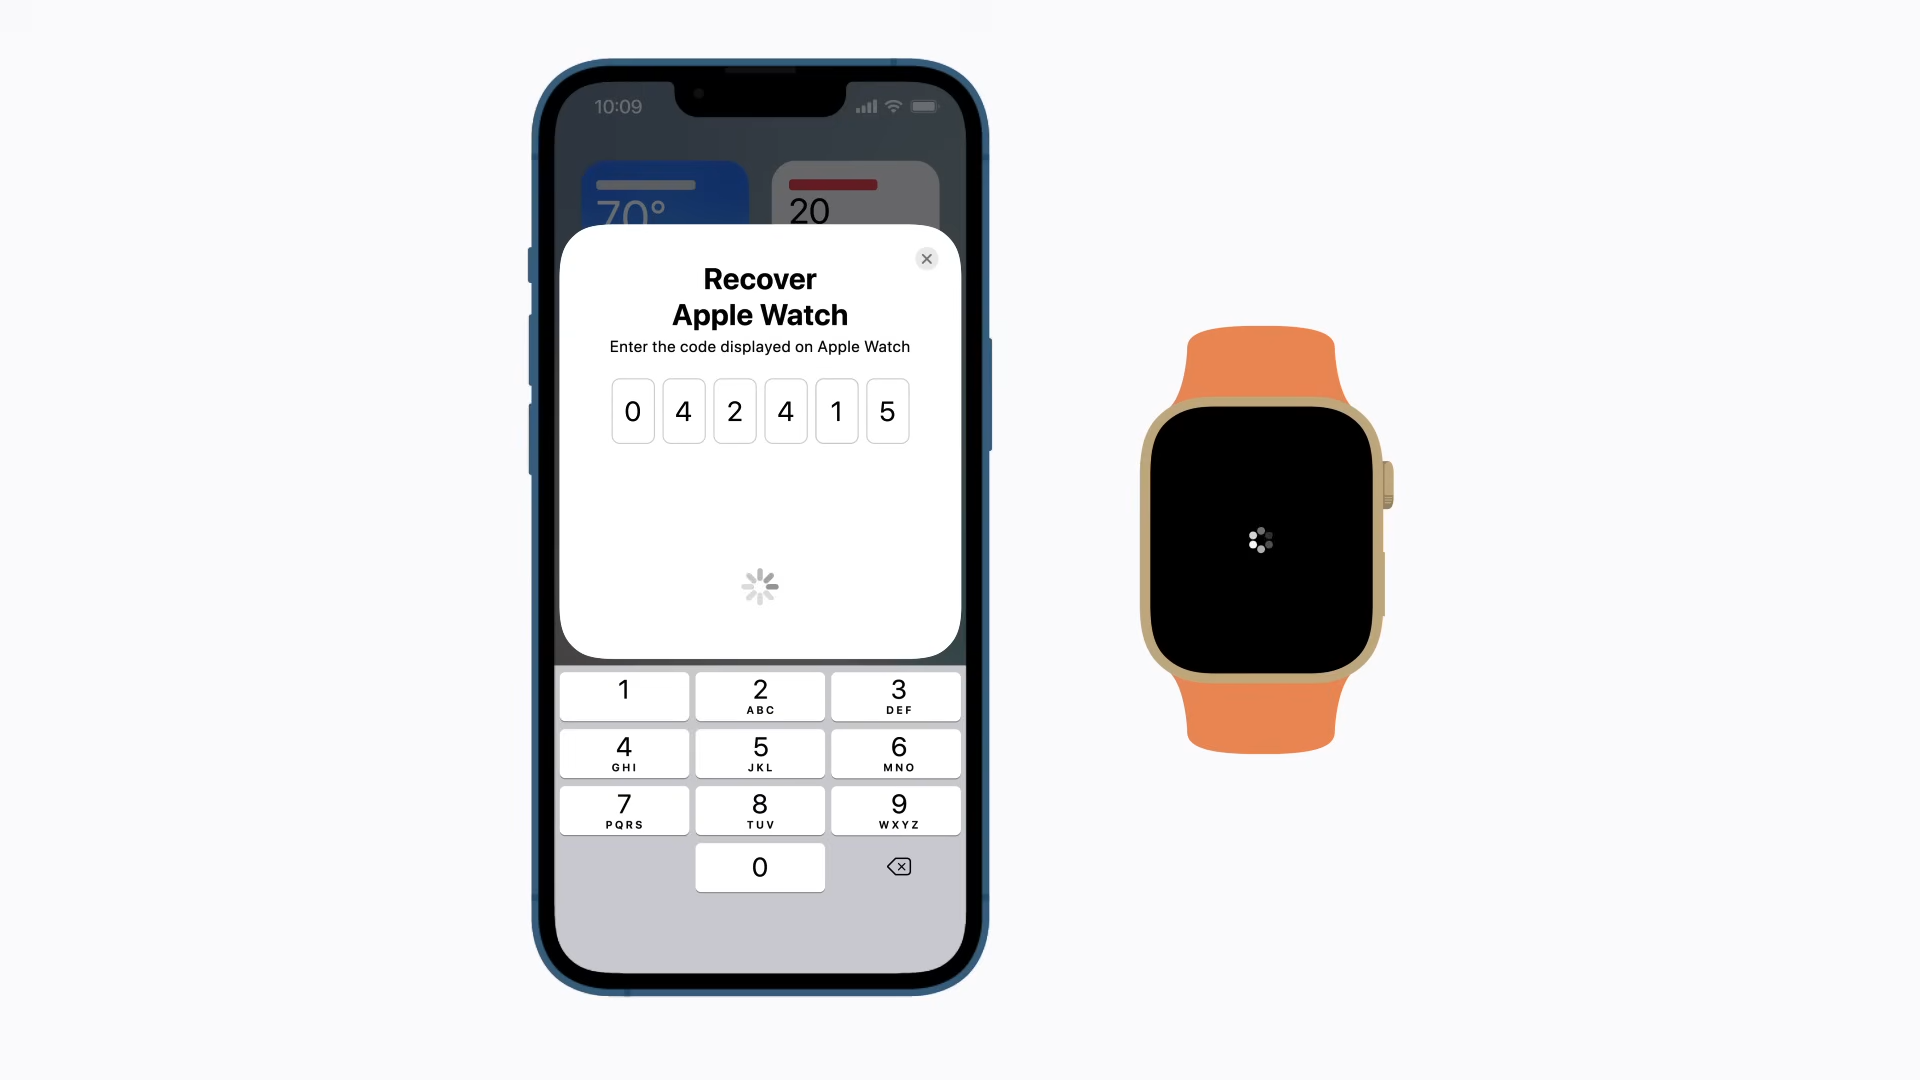 10:09
70°
20
Recover
Apple Watch
Enter the code displayed on Apple Watch
0 4 2 4 1 5
1 2 3
ABC DEF
4 5 6
GHI JKL MNO
7 8 9
PQRS TUV WXYZ
0